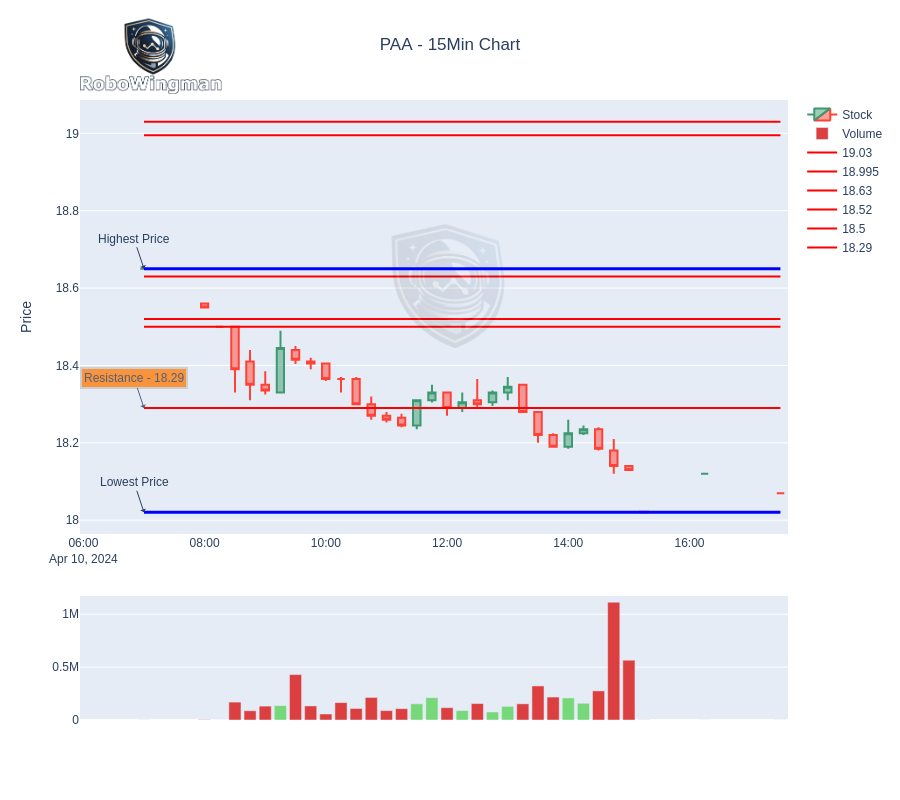 RoboWingman
PAA - 15Min Chart
Stock
Volume
19.03
18.995
18.63
18.52
18.5
18.29
Price
19
18.8
18.6
18.4
18.2
18
Highest Price
Resistance - 18.29
Lowest Price
06:00
08:00
10:00
12:00
14:00
16:00
Apr 10, 2024
1M
0.5M
0